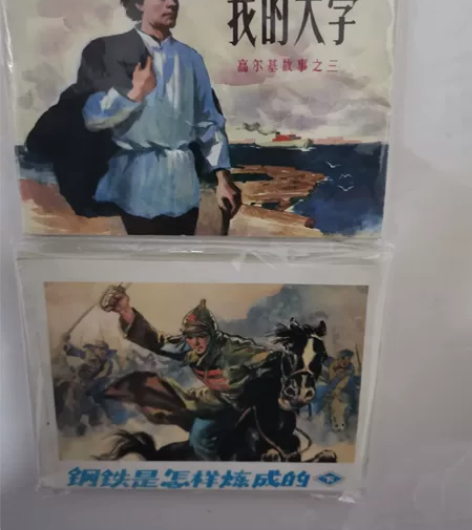 我的大学
高尔基故事之三
钢铁是怎样炼成的 下